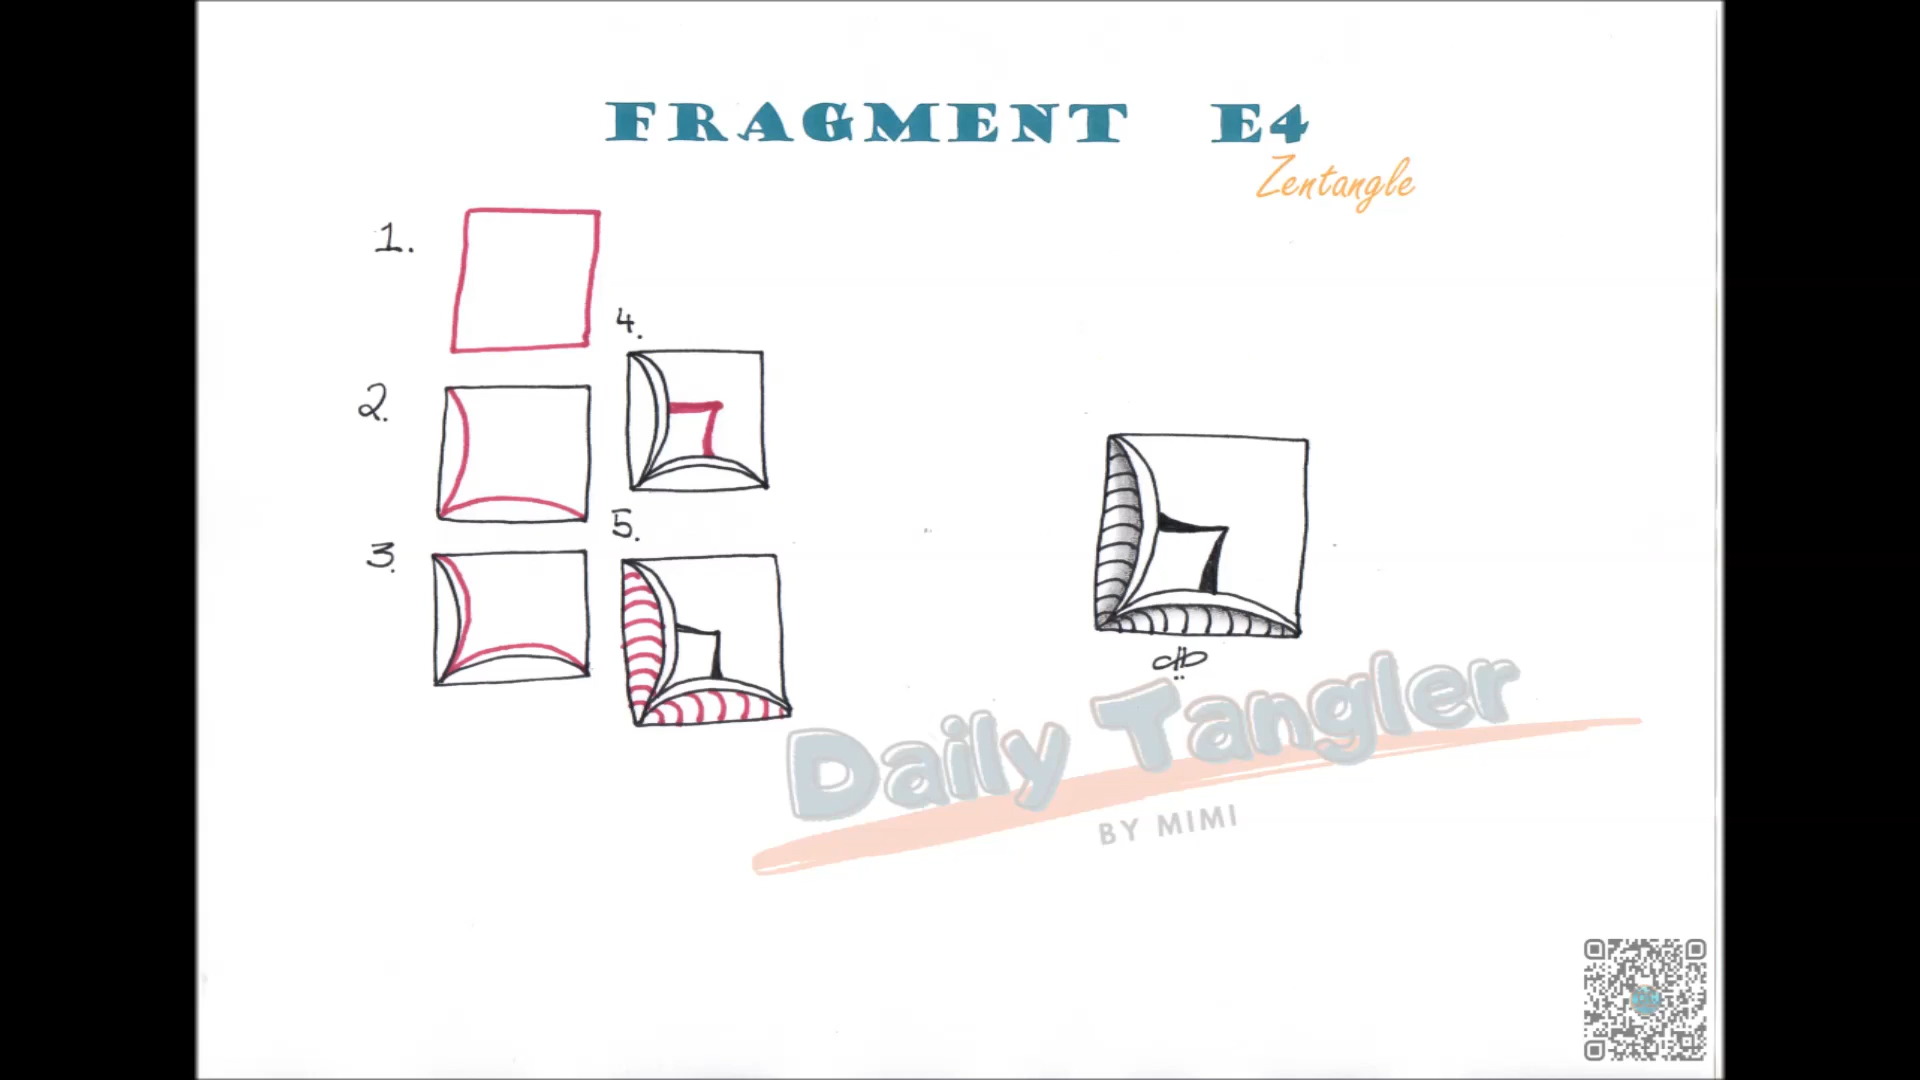 FRAGMENT E4
Zentangle
1.
2.
3.
4.
5.
Daily Tangler
BY MIMI